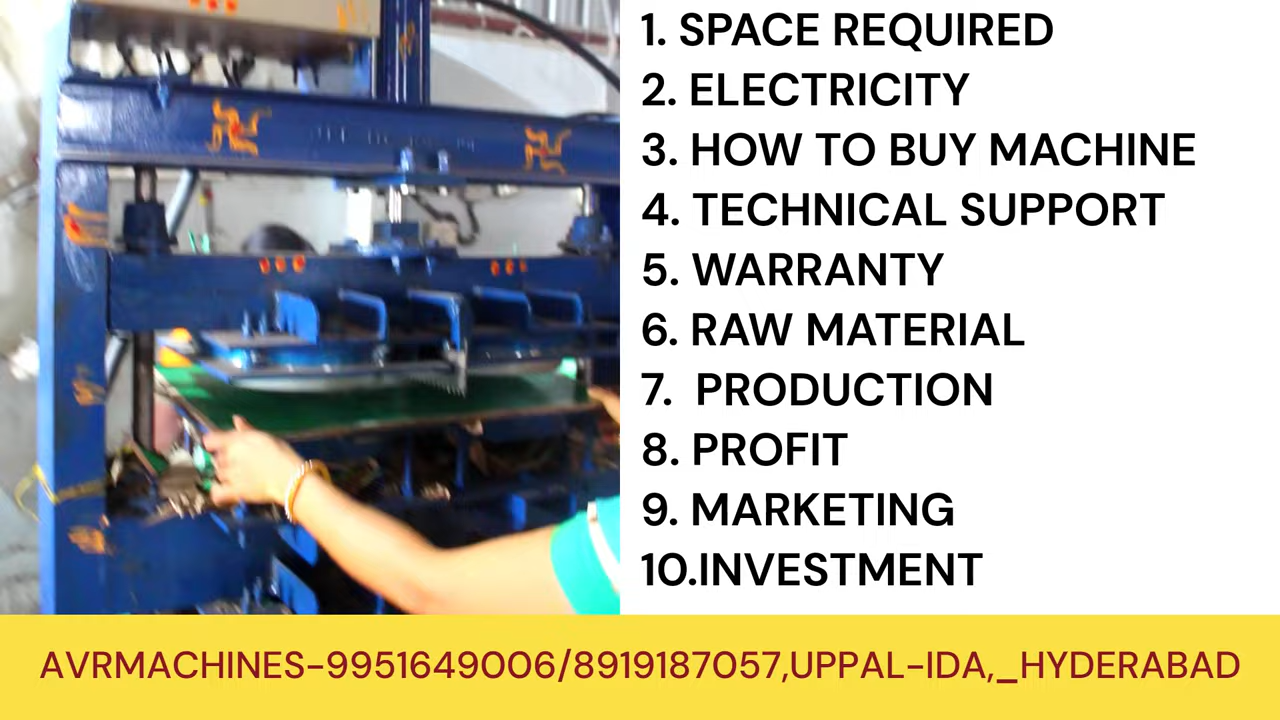 1. SPACE REQUIRED
2. ELECTRICITY
3. HOW TO BUY MACHINE
4. TECHNICAL SUPPORT
5. WARRANTY
6. RAW MATERIAL
7. PRODUCTION
8. PROFIT
9. MARKETING
10.INVESTMENT
AVRMACHINES-9951649006/8919187057,UPPAL-IDA,_HYDERABAD